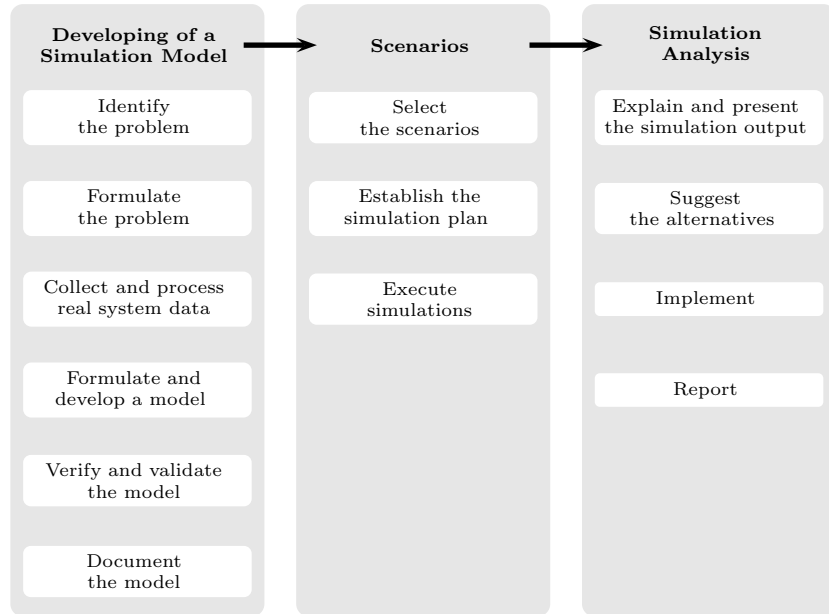 Developing of a
Simulation Model
Identify
the problem
Formulate
the problem
Collect and process
real system data
Formulate and
develop a model
Verify and validate
the model
Document
the model
Scenarios
Select
the scenarios
Establish the
simulation plan
Execute
simulations
Simulation
Analysis
Explain and present
the simulation output
Suggest
the alternatives
Implement
Report